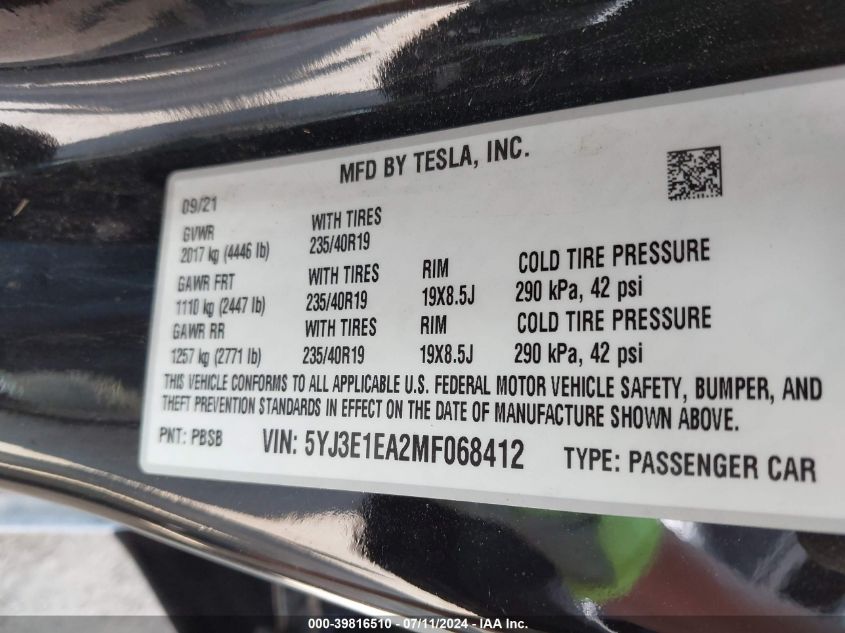 MFD BY TESLA, INC.
09/21
GVWR
2017 kg (4446 lb)
WITH TIRES
235/40R19
GAWR FRT
1110 kg (2447 lb)
WITH TIRES
235/40R19
RIM
19X8.5J
COLD TIRE PRESSURE
290 kPa, 42 psi
GAWR RR
1257 kg (2771 lb)
WITH TIRES
235/40R19
RIM
19X8.5J
COLD TIRE PRESSURE
290 kPa, 42 psi
THIS VEHICLE CONFORMS TO ALL APPLICABLE U.S. FEDERAL MOTOR VEHICLE SAFETY, BUMPER, AND
THEFT PREVENTION STANDARDS IN EFFECT ON THE DATE OF MANUFACTURE SHOWN ABOVE.
PNT: PBSB VIN: 5YJ3E1EA2MF068412 TYPE: PASSENGER CAR
000-39816510 - 07/11/2024 - IAA Inc.